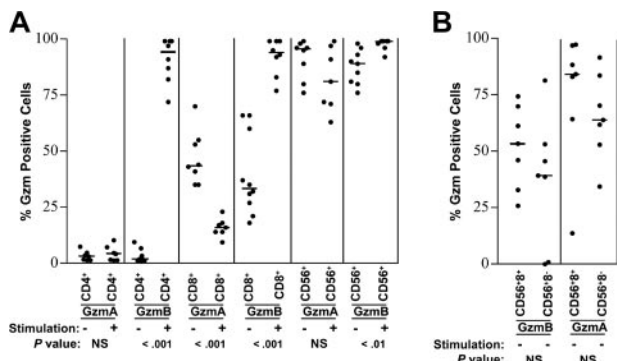 A
B
% Gzm Positive Cells
100
75
50
25
0
% Gzm Positive Cells
100
75
50
25
0
CD4+ CD4+ CD4+ CD4+ CD8+ CD8+ CD8+ CD8+ CD56+ CD56+ CD56+ CD56+
GzmA GzmB GzmA GzmB GzmA GzmB
Stimulation: - + - + - + - + - + - +
P value: NS < .001 < .001 < .001 NS < .01
CD56+8+ CD56+8- CD56+8+ CD56+8-
GzmB GzmA
Stimulation: - - - -
P value: NS NS